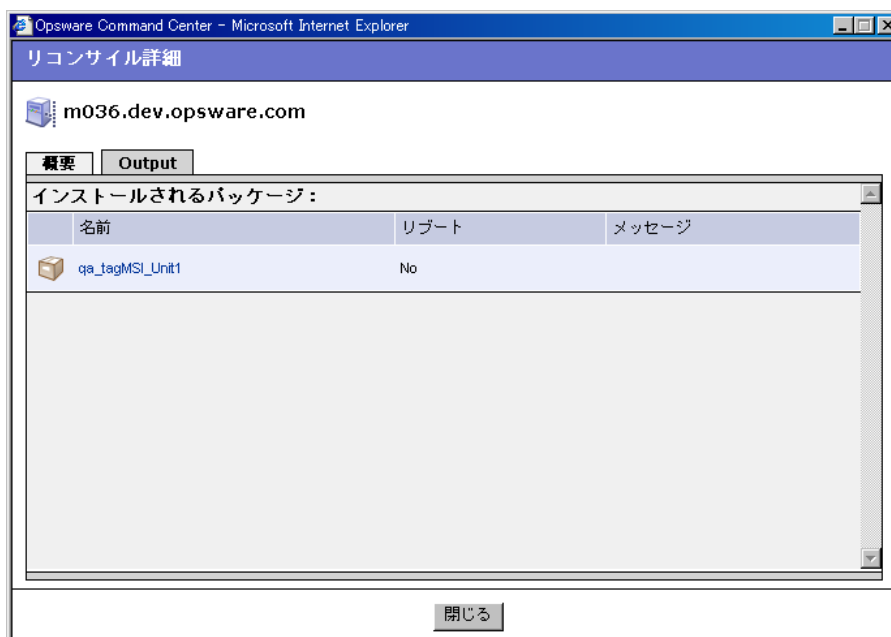 Opsware Command Center - Microsoft Internet Explorer
リコンサイル詳細
m036.dev.opsware.com
概要 Output
インストールされるパッケージ：
名前 リブート メッセージ
qa_tagMSI_Unit1 No
閉じる